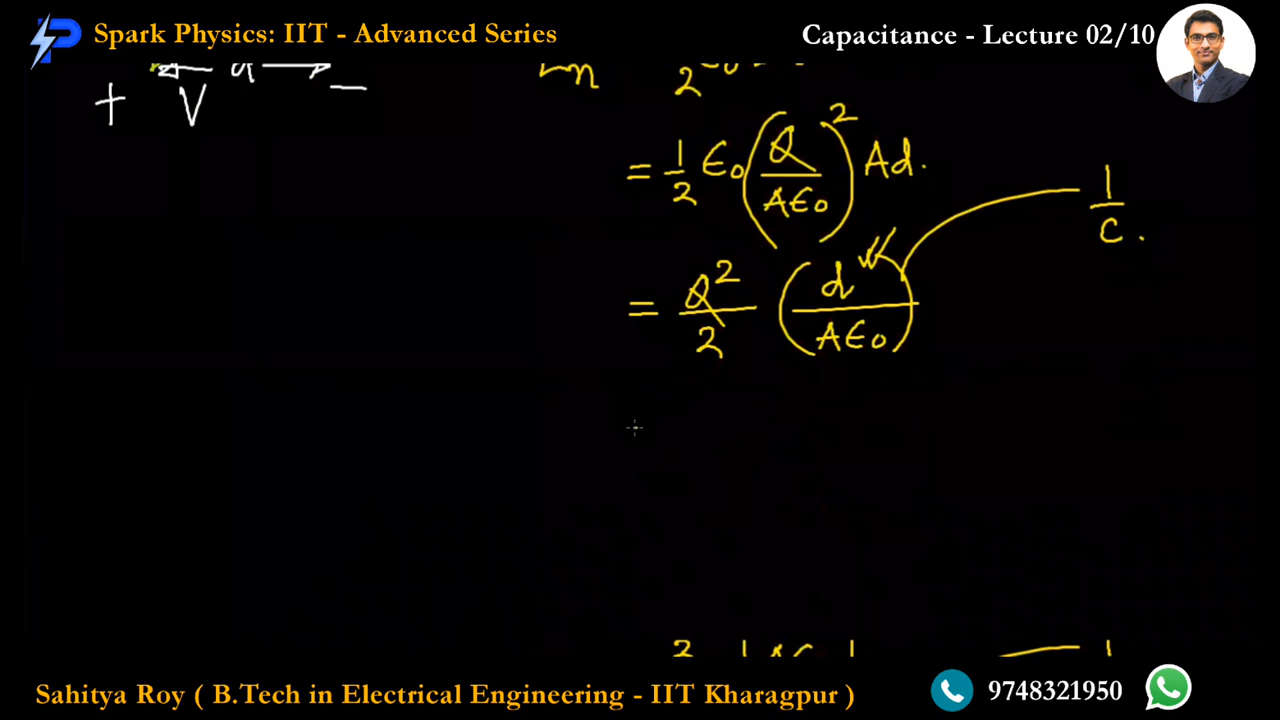 Spark Physics: IIT - Advanced Series
Capacitance - Lecture 02/10
+ V −
= 1/2 ϵ0 (Q/Aϵ0)^2 Ad.
1/c.
= Q^2/2 (d/Aϵ0)
Sahitya Roy ( B.Tech in Electrical Engineering - IIT Kharagpur )
9748321950